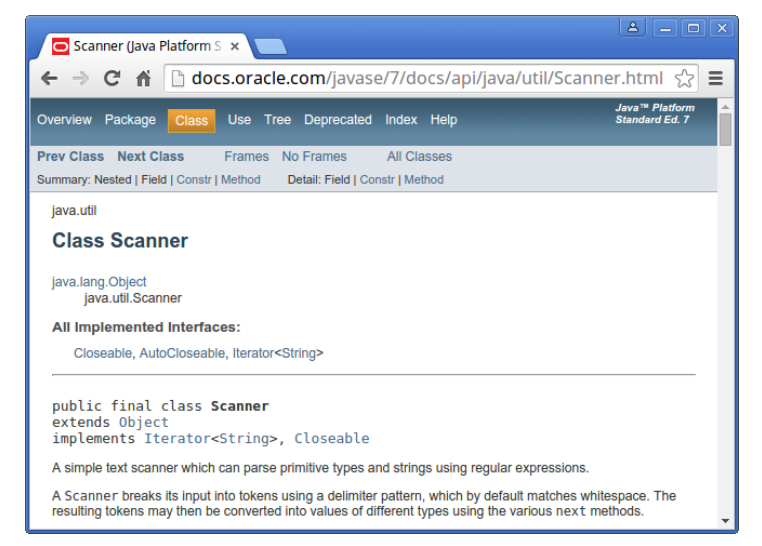 Scanner (Java Platform S
docs.oracle.com/javase/7/docs/api/java/util/Scanner.html
Overview Package Class Use Tree Deprecated Index Help
Java™ Platform
Standard Ed. 7
Prev Class Next Class Frames No Frames All Classes
Summary: Nested | Field | Constr | Method Detail: Field | Constr | Method
java.util
Class Scanner
java.lang.Object
java.util.Scanner
All Implemented Interfaces:
Closeable, AutoCloseable, Iterator<String>
public final class Scanner
extends Object
implements Iterator<String>, Closeable
A simple text scanner which can parse primitive types and strings using regular expressions.
A Scanner breaks its input into tokens using a delimiter pattern, which by default matches whitespace. The
resulting tokens may then be converted into values of different types using the various next methods.